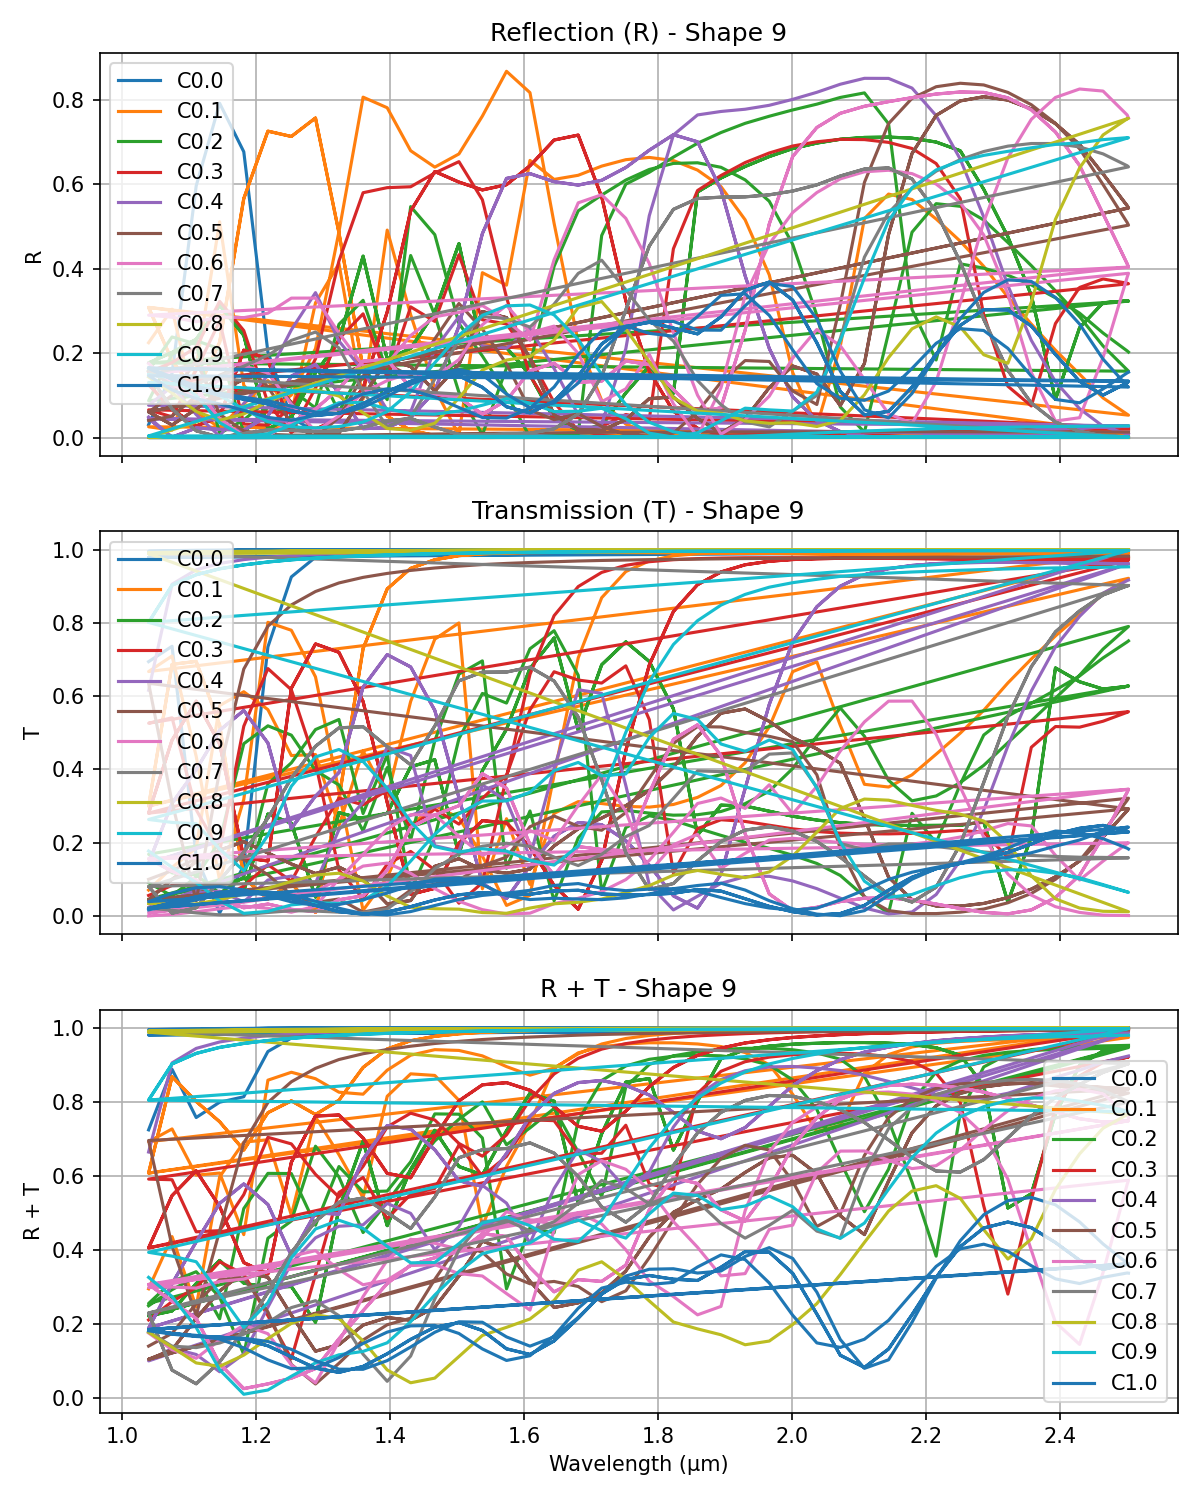 Reflection (R) - Shape 9
C0.0
C0.1
C0.2
C0.3
C0.4
C0.5
C0.6
C0.7
C0.8
C0.9
C1.0
0.8
0.6
0.4
0.2
0.0
R
Transmission (T) - Shape 9
C0.0
C0.1
C0.2
C0.3
C0.4
C0.5
C0.6
C0.7
C0.8
C0.9
C1.0
1.0
0.8
0.6
0.4
0.2
0.0
T
R + T - Shape 9
C0.0
C0.1
C0.2
C0.3
C0.4
C0.5
C0.6
C0.7
C0.8
C0.9
C1.0
1.0
0.8
0.6
0.4
0.2
0.0
R + T
1.0 1.2 1.4 1.6 1.8 2.0 2.2 2.4
Wavelength (μm)